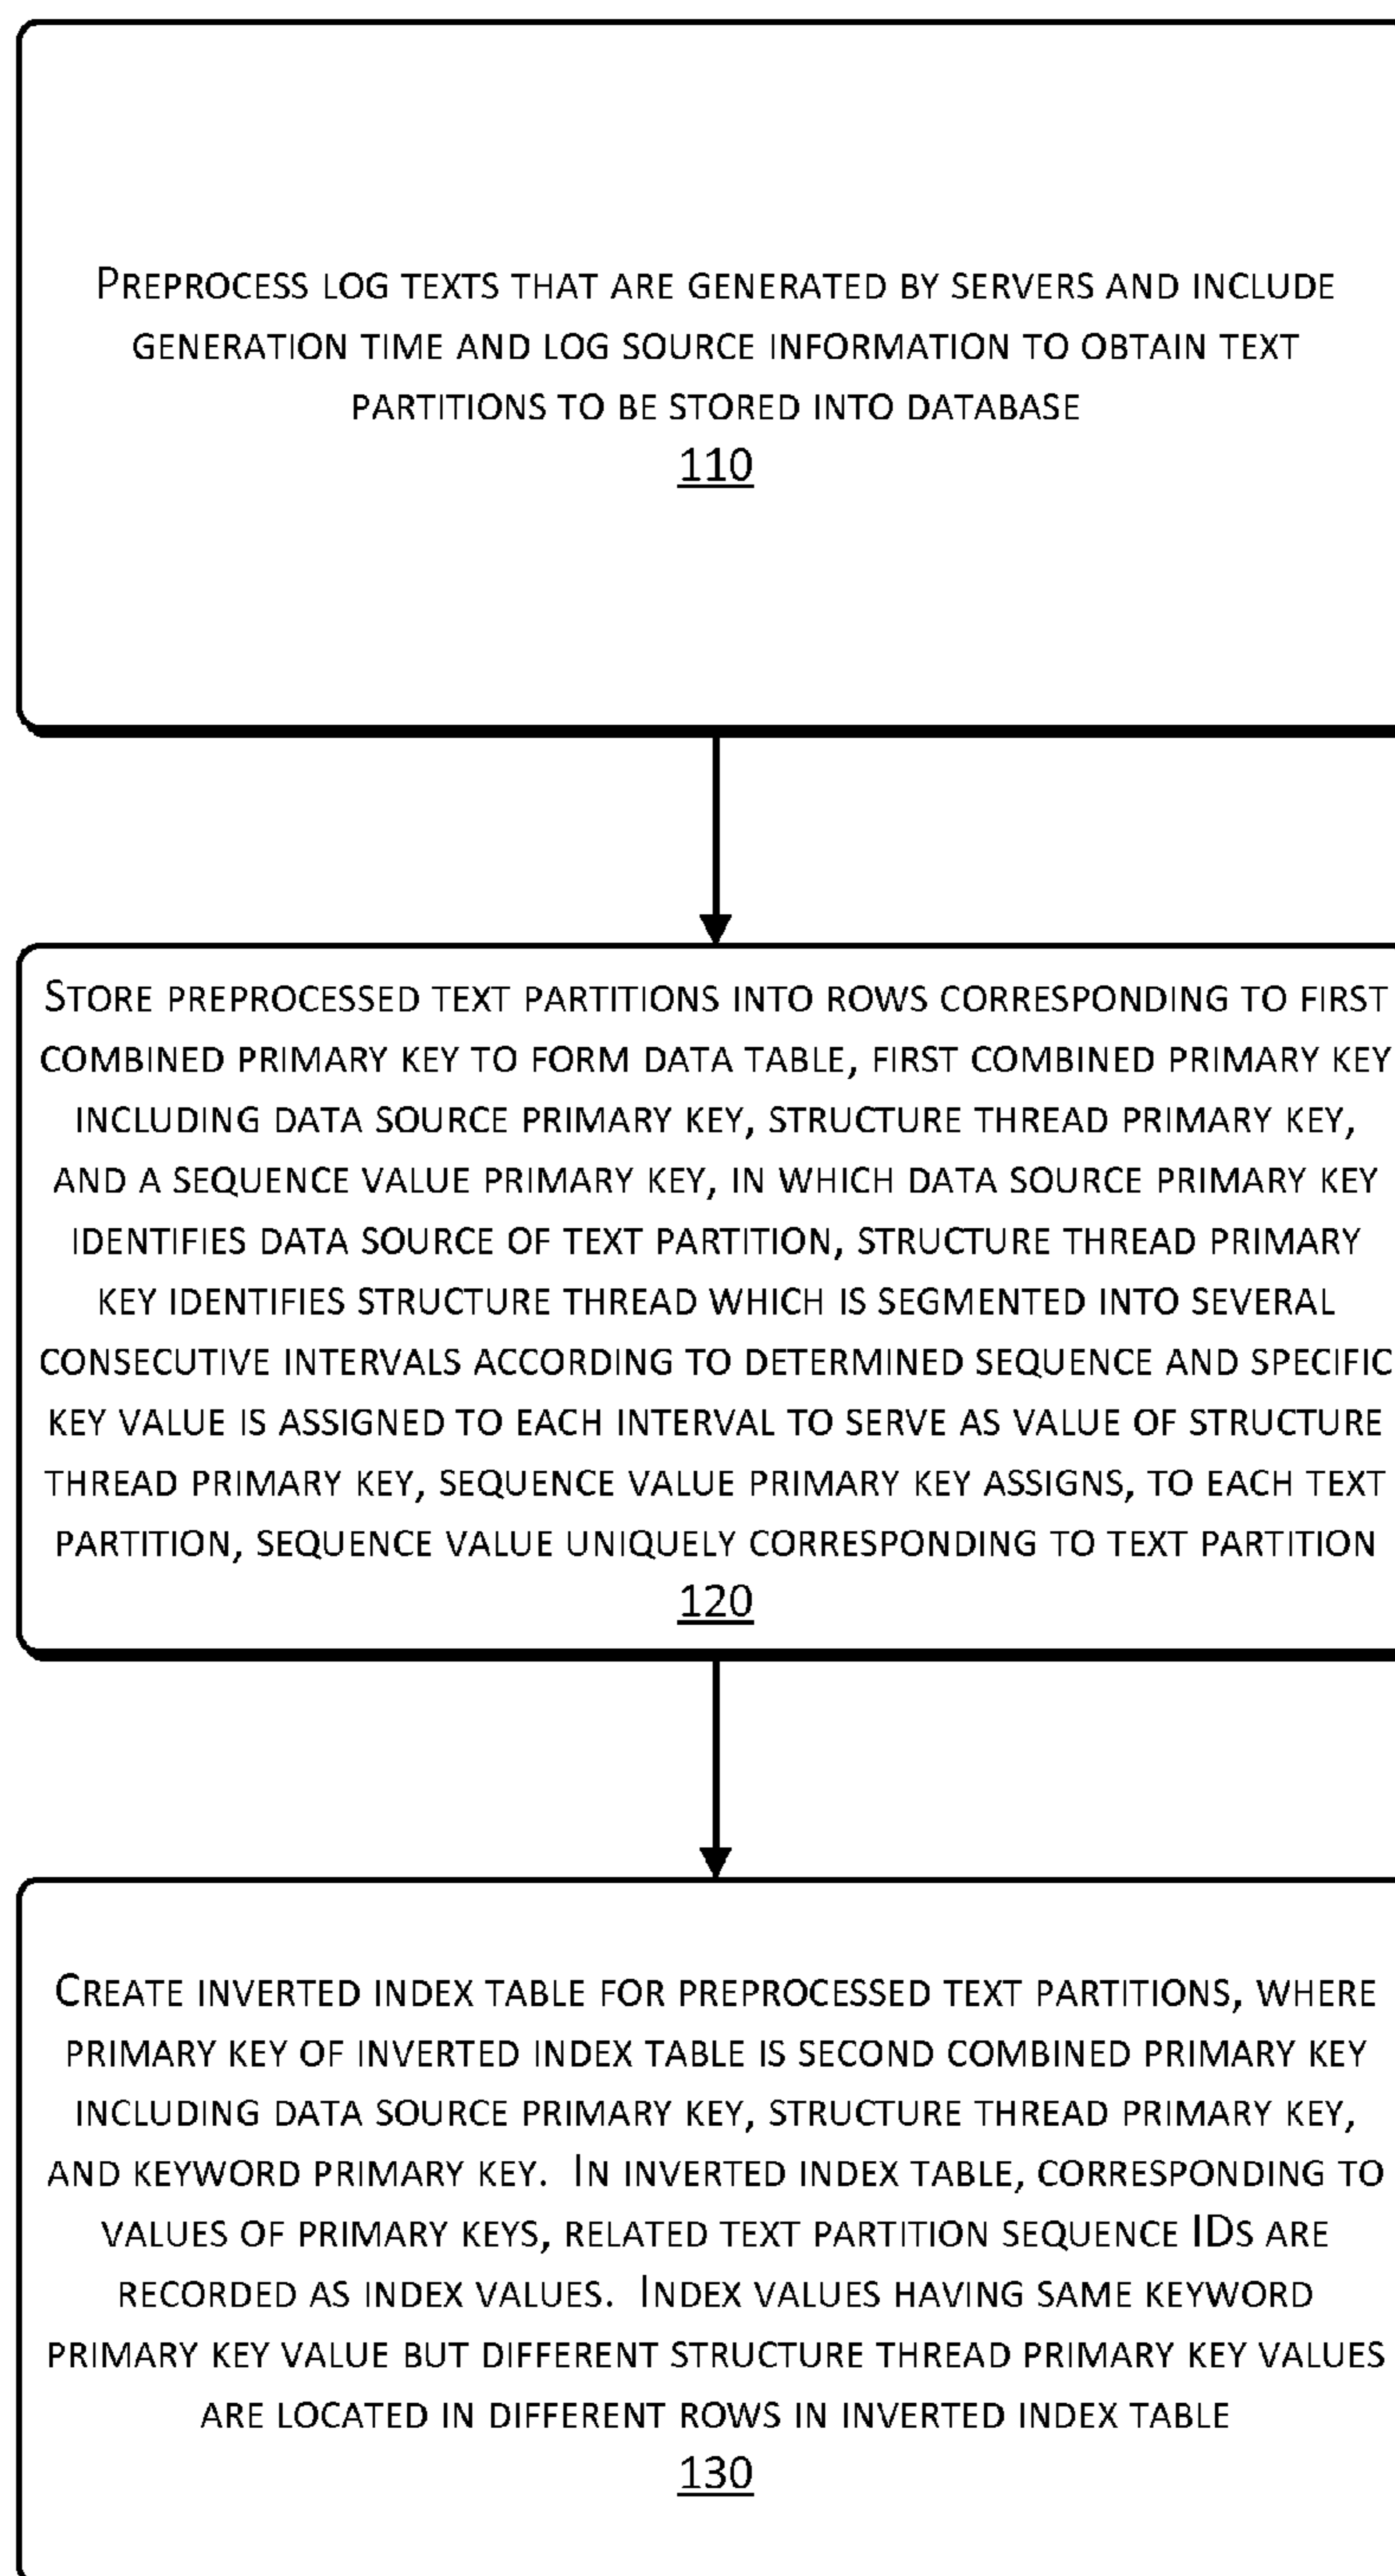 PREPROCESS LOG TEXTS THAT ARE GENERATED BY SERVERS AND INCLUDE
GENERATION TIME AND LOG SOURCE INFORMATION TO OBTAIN TEXT
PARTITIONS TO BE STORED INTO DATABASE
110
STORE PREPROCESSED TEXT PARTITIONS INTO ROWS CORRESPONDING TO FIRST
COMBINED PRIMARY KEY TO FORM DATA TABLE, FIRST COMBINED PRIMARY KEY
INCLUDING DATA SOURCE PRIMARY KEY, STRUCTURE THREAD PRIMARY KEY,
AND A SEQUENCE VALUE PRIMARY KEY, IN WHICH DATA SOURCE PRIMARY KEY
IDENTIFIES DATA SOURCE OF TEXT PARTITION, STRUCTURE THREAD PRIMARY
KEY IDENTIFIES STRUCTURE THREAD WHICH IS SEGMENTED INTO SEVERAL
CONSECUTIVE INTERVALS ACCORDING TO DETERMINED SEQUENCE AND SPECIFIC
KEY VALUE IS ASSIGNED TO EACH INTERVAL TO SERVE AS VALUE OF STRUCTURE
THREAD PRIMARY KEY, SEQUENCE VALUE PRIMARY KEY ASSIGNS, TO EACH TEXT
PARTITION, SEQUENCE VALUE UNIQUELY CORRESPONDING TO TEXT PARTITION
120
CREATE INVERTED INDEX TABLE FOR PREPROCESSED TEXT PARTITIONS, WHERE
PRIMARY KEY OF INVERTED INDEX TABLE IS SECOND COMBINED PRIMARY KEY
INCLUDING DATA SOURCE PRIMARY KEY, STRUCTURE THREAD PRIMARY KEY,
AND KEYWORD PRIMARY KEY. IN INVERTED INDEX TABLE, CORRESPONDING TO
VALUES OF PRIMARY KEYS, RELATED TEXT PARTITION SEQUENCE IDS ARE
RECORDED AS INDEX VALUES. INDEX VALUES HAVING SAME KEYWORD
PRIMARY KEY VALUE BUT DIFFERENT STRUCTURE THREAD PRIMARY KEY VALUES
ARE LOCATED IN DIFFERENT ROWS IN INVERTED INDEX TABLE
130